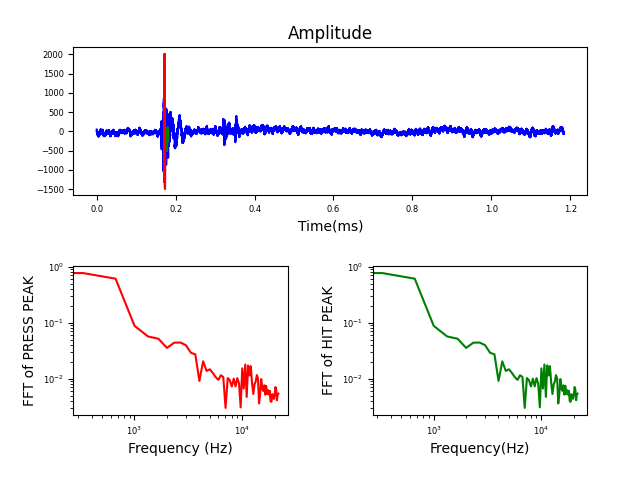 Amplitude
2000
1500
1000
500
0
−500
−1000
−1500
0.0 0.2 0.4 0.6 0.8 1.0 1.2
Time(ms)
FFT of PRESS PEAK
10⁰
10⁻¹
10⁻²
10³ 10⁴
Frequency (Hz)
FFT of HIT PEAK
10⁰
10⁻¹
10⁻²
10³ 10⁴
Frequency(Hz)